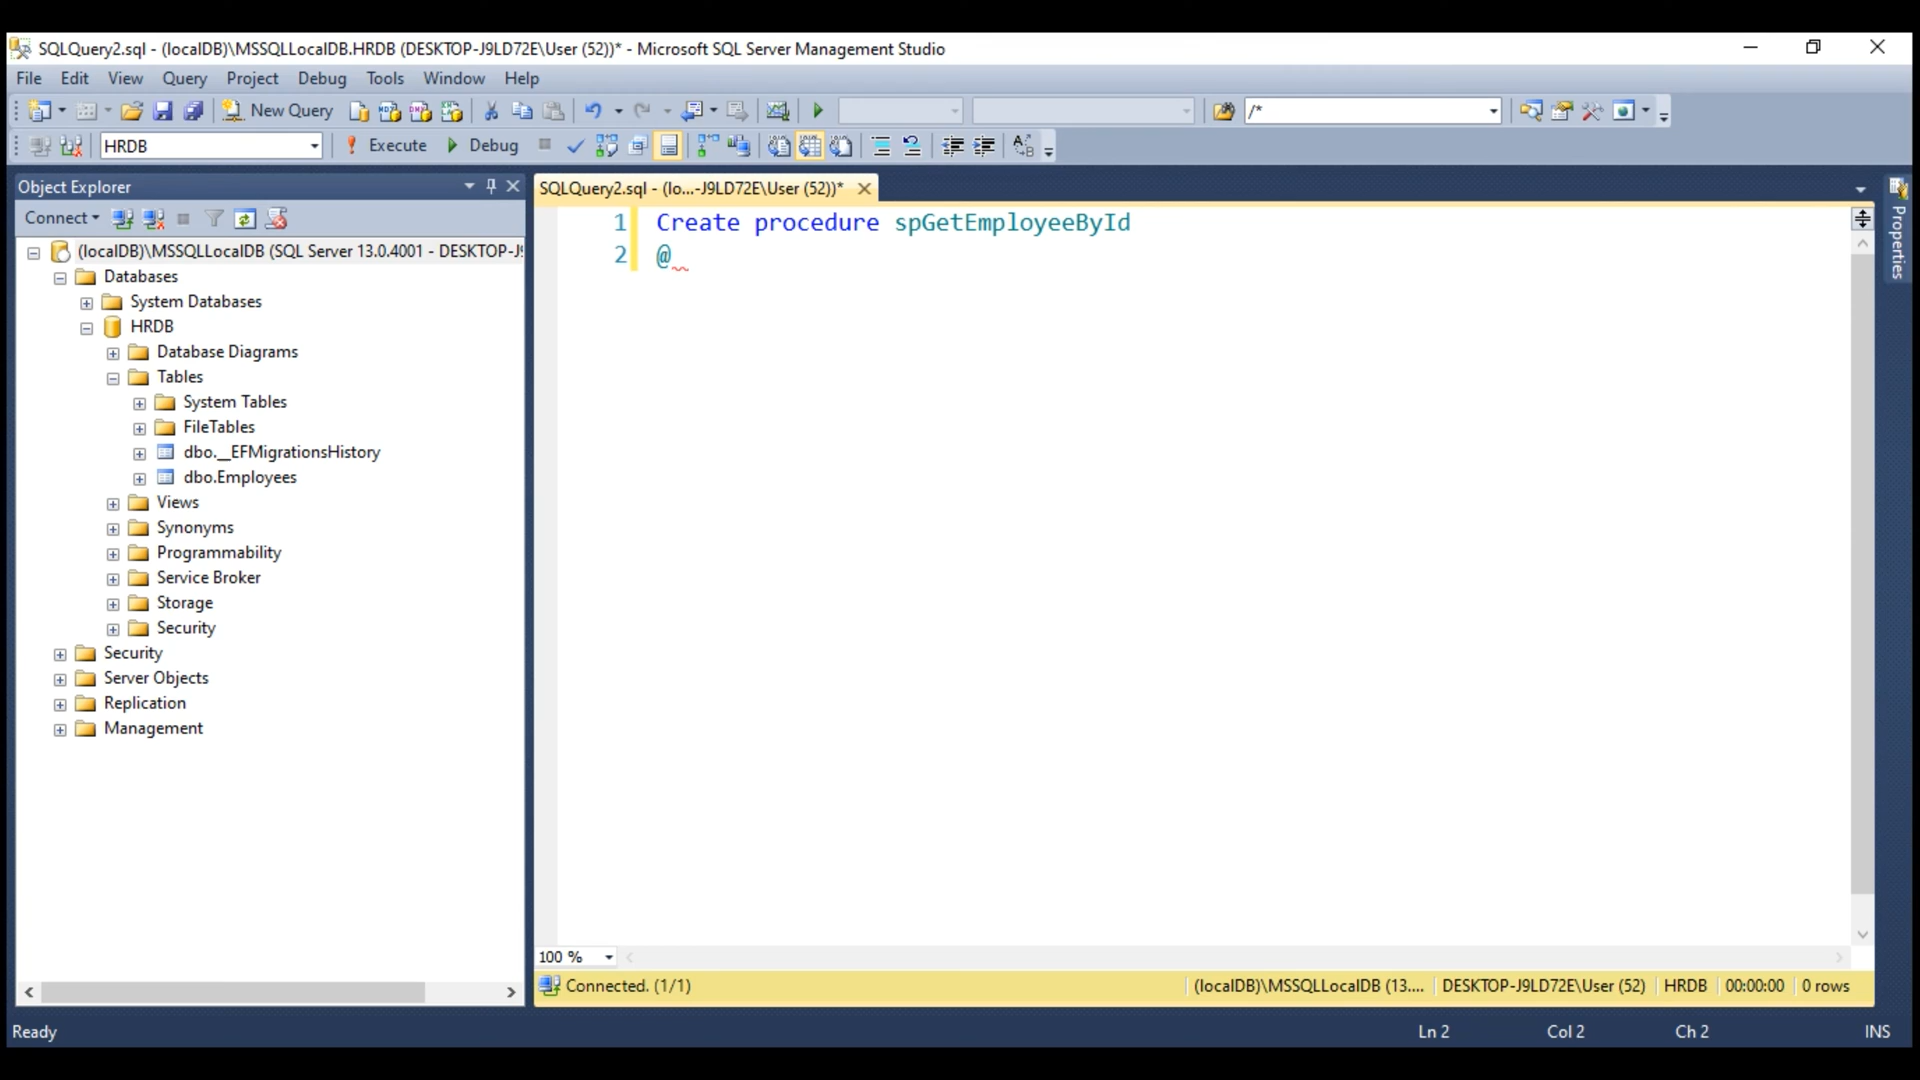 SQLQuery2.sql - (localDB)\MSSQLLocalDB.HRDB (DESKTOP-J9LD72E\User (52))* - Microsoft SQL Server Management Studio
File Edit View Query Project Debug Tools Window Help
New Query /*
HRDB Execute Debug
Object Explorer
SQLQuery2.sql - (lo...-J9LD72E\User (52))*
Connect
(localDB)\MSSQLLocalDB (SQL Server 13.0.4001 - DESKTOP-J9
Databases
System Databases
HRDB
Database Diagrams
Tables
System Tables
FileTables
dbo.__EFMigrationsHistory
dbo.Employees
Views
Synonyms
Programmability
Service Broker
Storage
Security
Security
Server Objects
Replication
Management
1 Create procedure spGetEmployeeById
2 @
Properties
100 %
Connected. (1/1) (localDB)\MSSQLLocalDB (13.... DESKTOP-J9LD72E\User (52) HRDB 00:00:00 0 rows
Ready Ln 2 Col 2 Ch 2 INS